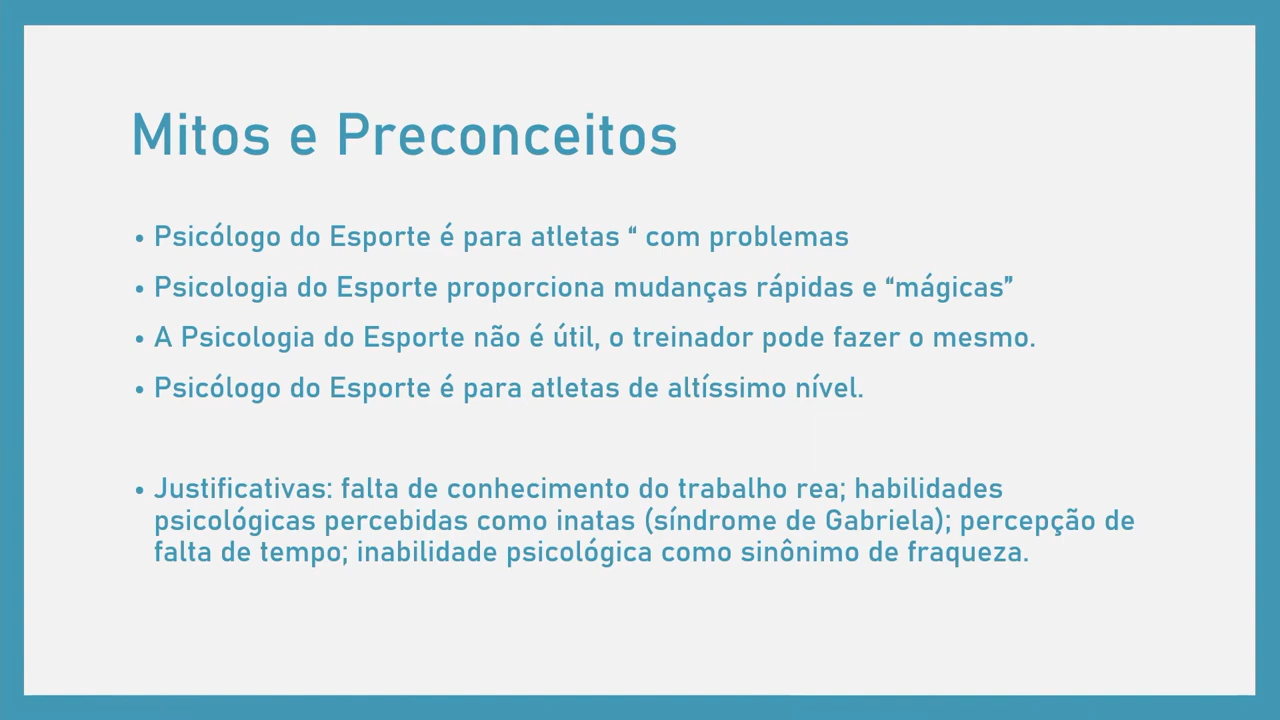 Mitos e Preconceitos
• Psicólogo do Esporte é para atletas “ com problemas
• Psicologia do Esporte proporciona mudanças rápidas e “mágicas”
• A Psicologia do Esporte não é útil, o treinador pode fazer o mesmo.
• Psicólogo do Esporte é para atletas de altíssimo nível.
• Justificativas: falta de conhecimento do trabalho rea; habilidades
psicológicas percebidas como inatas (síndrome de Gabriela); percepção de
falta de tempo; inabilidade psicológica como sinônimo de fraqueza.